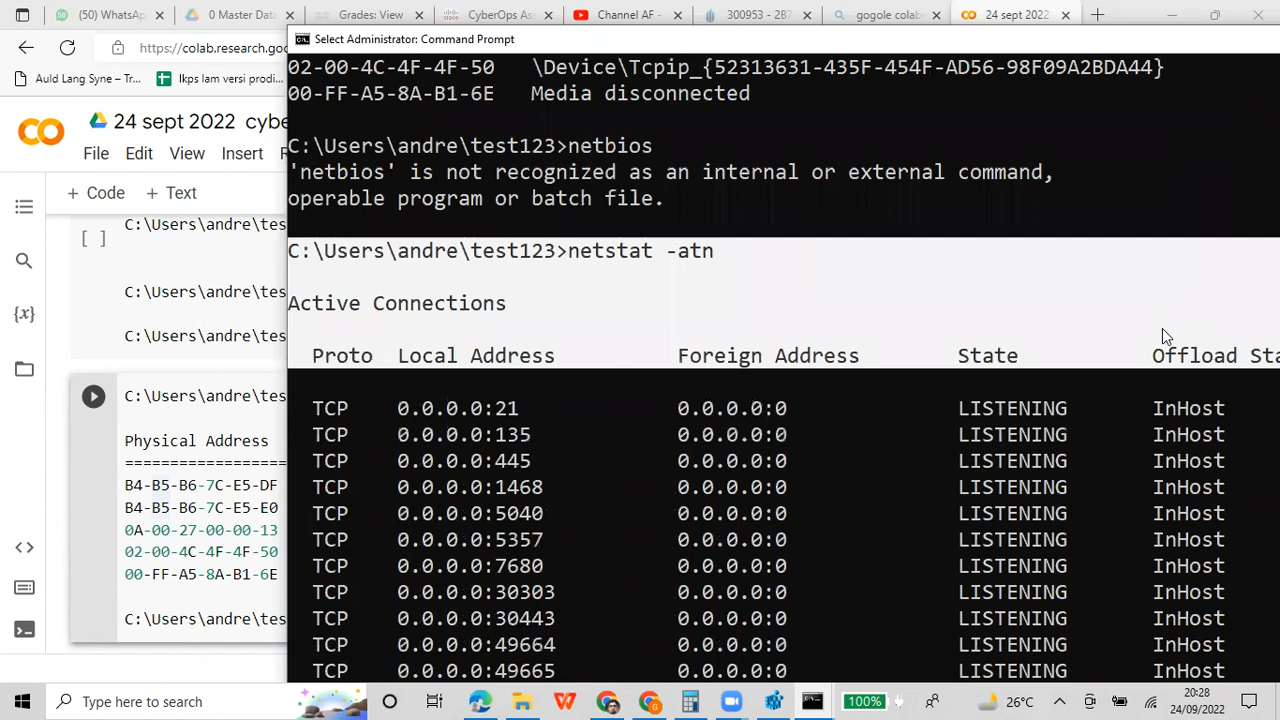 (15) WhatsA
0 Master Data
Grades: View
CyberOps As
Channel AF -
300953 - 287
gogole colab
24 sept 2022
https://colab.research.goo
Auld Lang Syne – Tr...
lkps lam versi prodi
24 sept 2022 cybe
File Edit View Insert
+ Code + Text
C:\Users\andre\tes
[ ]
C:\Users\andre\tes
C:\Users\andre\tes
C:\Users\andre\tes
Physical Address
===================
B4-B5-B6-7C-E5-DF
B4-B5-B6-7C-E5-E0
0A-00-27-00-00-13
02-00-4C-4F-4F-50
00-FF-A5-8A-B1-6E
C:\Users\andre\tes
Select Administrator: Command Prompt
02-00-4C-4F-4F-50 \Device\Tcpip_{52313631-435F-454F-AD56-98F09A2BDA44}
00-FF-A5-8A-B1-6E Media disconnected
C:\Users\andre\test123>netbios
'netbios' is not recognized as an internal or external command,
operable program or batch file.
C:\Users\andre\test123>netstat -atn
Active Connections
Proto Local Address Foreign Address State Offload Sta
TCP 0.0.0.0:21 0.0.0.0:0 LISTENING InHost
TCP 0.0.0.0:135 0.0.0.0:0 LISTENING InHost
TCP 0.0.0.0:445 0.0.0.0:0 LISTENING InHost
TCP 0.0.0.0:1468 0.0.0.0:0 LISTENING InHost
TCP 0.0.0.0:5040 0.0.0.0:0 LISTENING InHost
TCP 0.0.0.0:5357 0.0.0.0:0 LISTENING InHost
TCP 0.0.0.0:7680 0.0.0.0:0 LISTENING InHost
TCP 0.0.0.0:30303 0.0.0.0:0 LISTENING InHost
TCP 0.0.0.0:30443 0.0.0.0:0 LISTENING InHost
TCP 0.0.0.0:49664 0.0.0.0:0 LISTENING InHost
TCP 0.0.0.0:49665 0.0.0.0:0 LISTENING InHost
Type here to search
100%
26°C
20:28
24/09/2022